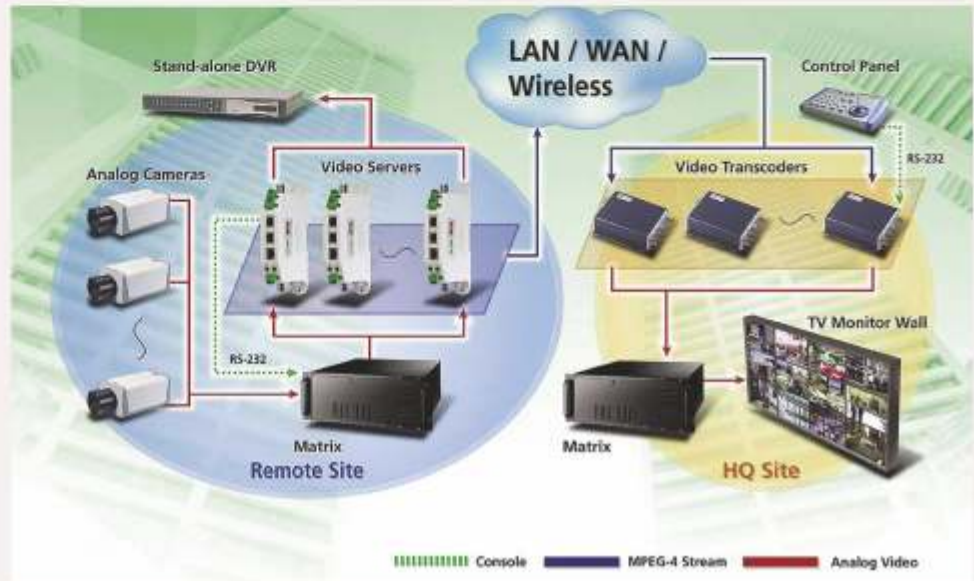 Stand-alone DVR
LAN / WAN /
Wireless
Control Panel
RS-232
Analog Cameras
Video Servers
Video Transcoders
RS-232
TV Monitor Wall
Matrix
Remote Site
Matrix
HQ Site
Console
MPEG-4 Stream
Analog Video